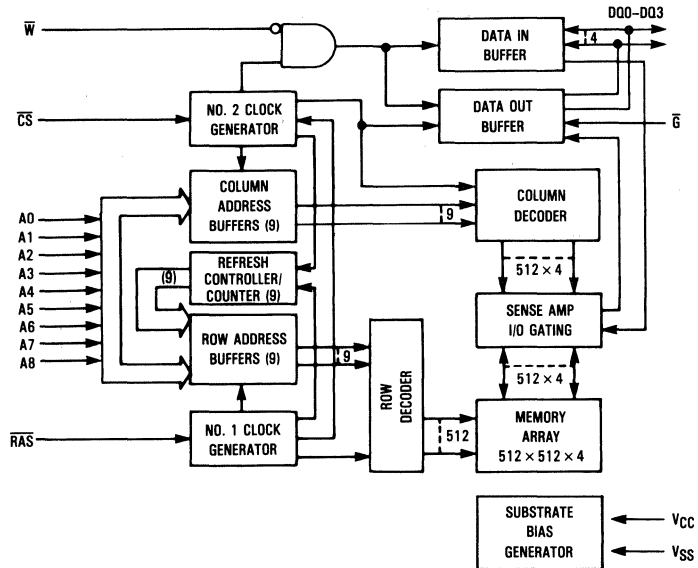 DQ0–DQ3
W̅
DATA IN
BUFFER
4
DATA OUT
BUFFER
G̅
C̅S̅
NO. 2 CLOCK
GENERATOR
COLUMN
ADDRESS
BUFFERS (9)
9
COLUMN
DECODER
A0
A1
A2
A3
A4
A5
A6
A7
A8
(9)
REFRESH
CONTROLLER/
COUNTER (9)
512 × 4
SENSE AMP
I/O GATING
ROW ADDRESS
BUFFERS (9)
9
ROW
DECODER
512 × 4
R̅A̅S̅
NO. 1 CLOCK
GENERATOR
512
MEMORY
ARRAY
512 × 512 × 4
SUBSTRATE
BIAS
GENERATOR
VCC
VSS